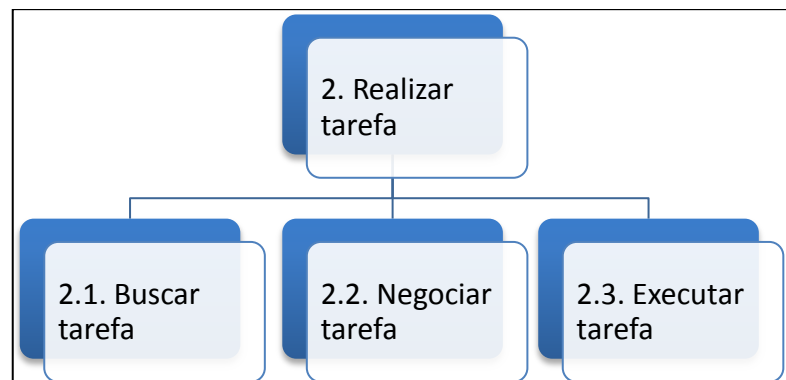 2. Realizar
tarefa
2.1. Buscar
tarefa
2.2. Negociar
tarefa
2.3. Executar
tarefa